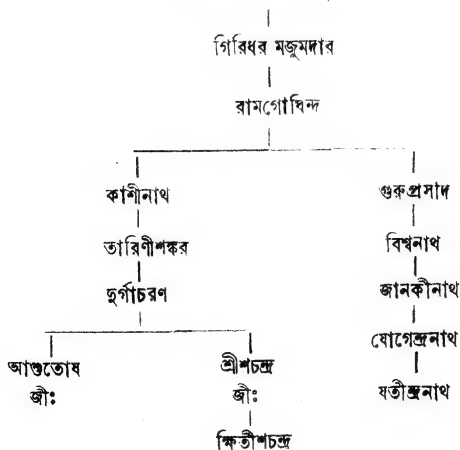 গিরিধর মজুমদার
রামগোবিন্দ
কাশীনাথ গুরুপ্রসাদ
তারিণীশঙ্কর বিশ্বনাথ
দুর্গাচরণ জানকীনাথ
যোগেন্দ্রনাথ
আশুতোষ শ্রীশচন্দ্র
জীঃ জীঃ যতীন্দ্রনাথ
ক্ষিতীশচন্দ্র